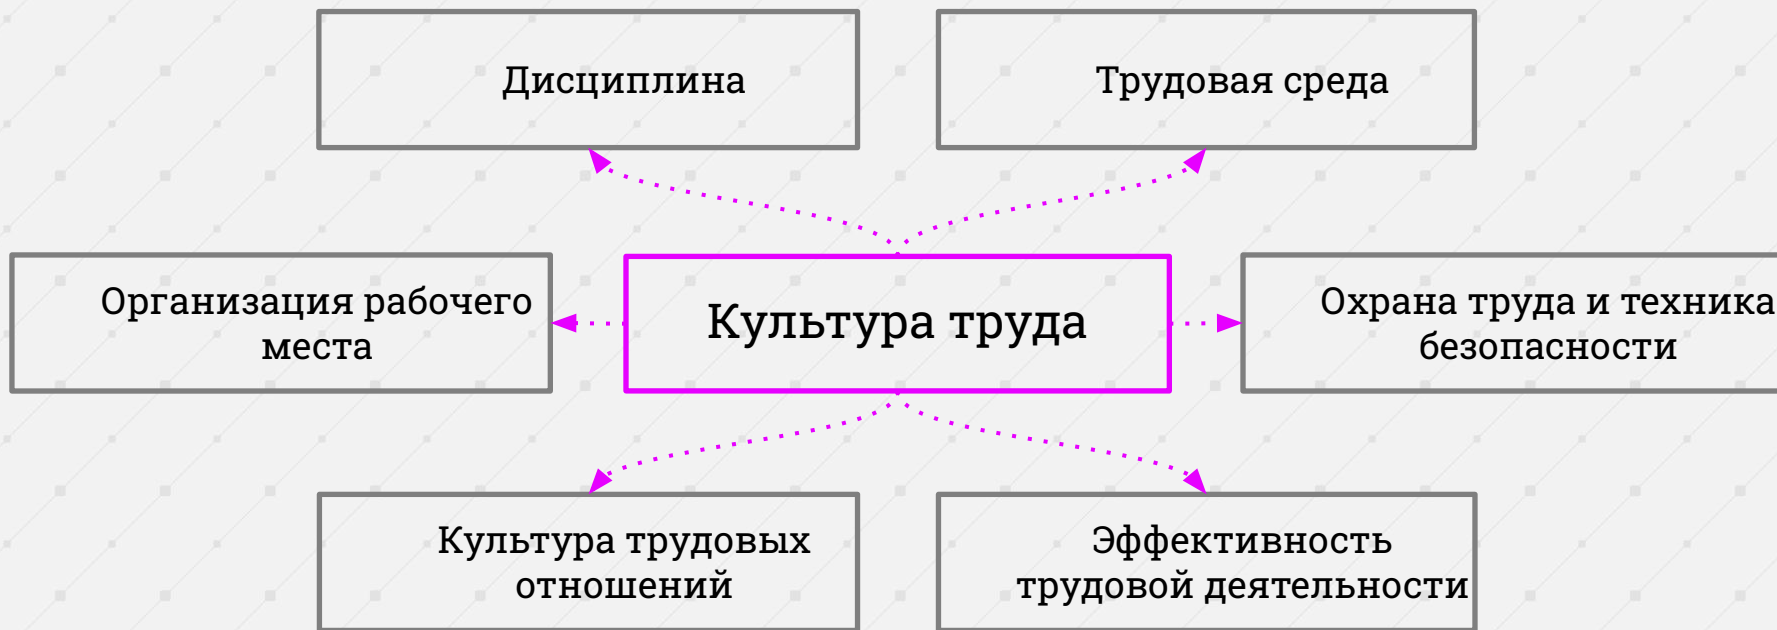 Дисциплина
Трудовая среда
Организация рабочего
места
Культура труда
Охрана труда и техника
безопасности
Культура трудовых
отношений
Эффективность
трудовой деятельности